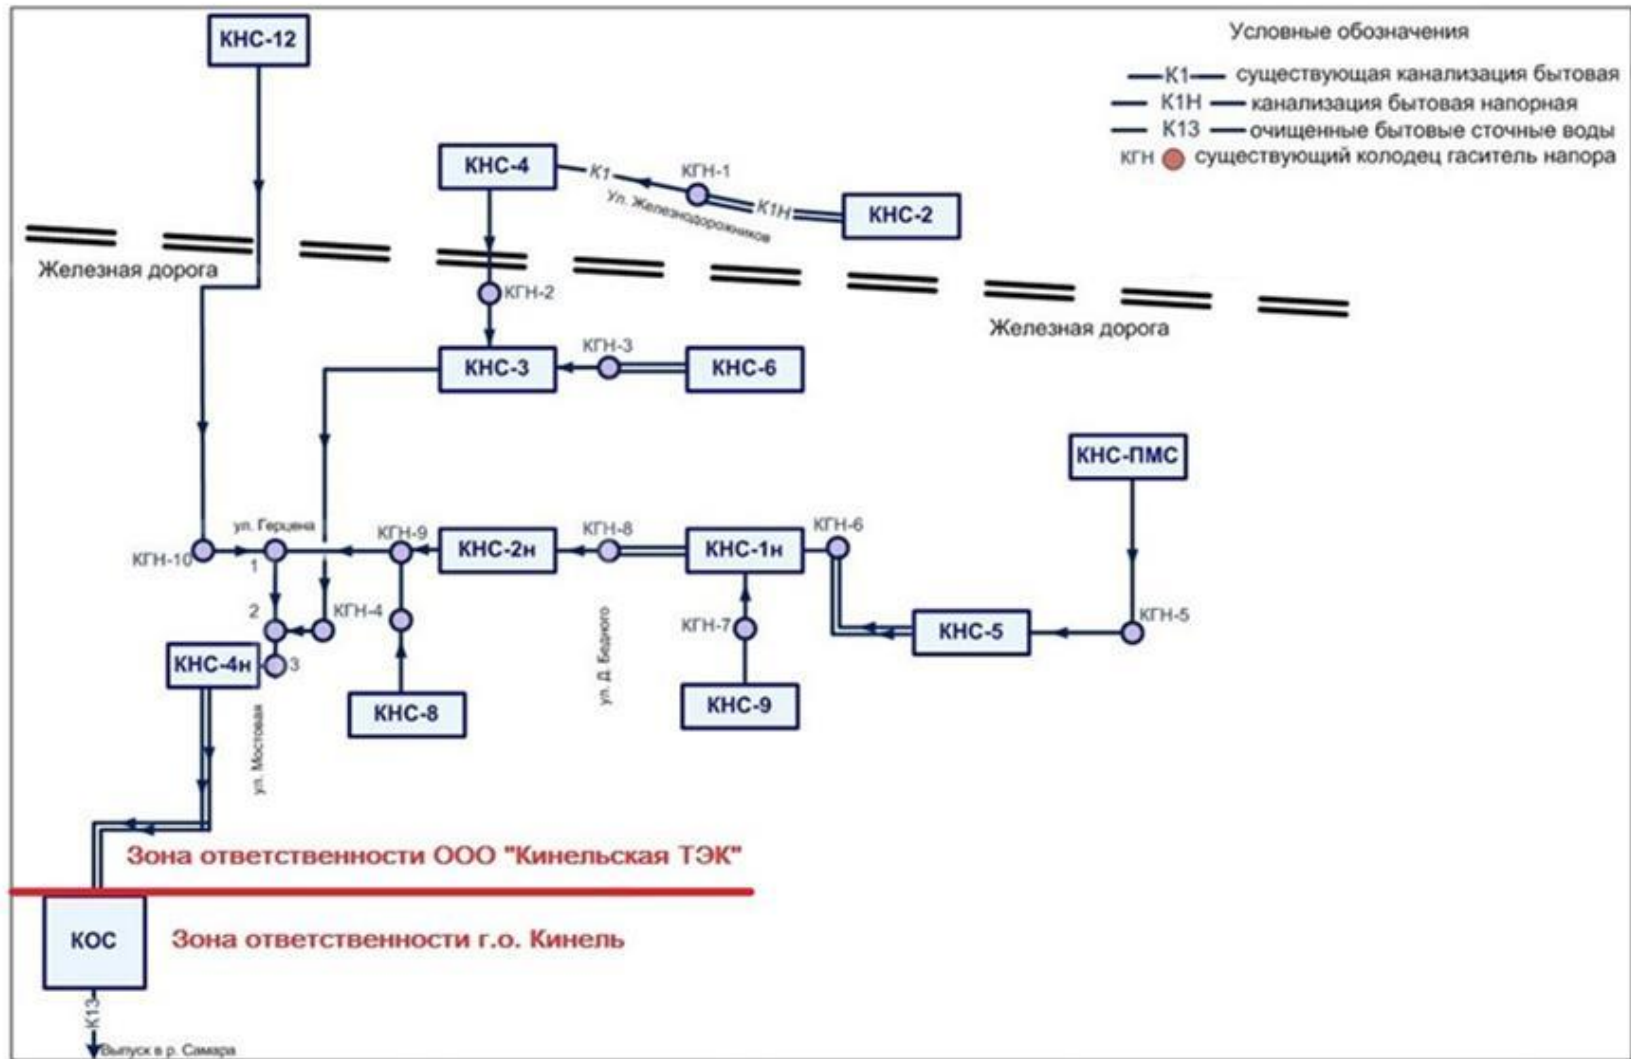 КНС-12
Условные обозначения
К1 существующая канализация бытовая
К1Н канализация бытовая напорная
К13 очищенные бытовые сточные воды
КГН существующий колодец гаситель напора
КНС-4
К1
КГН-1
К1Н
КНС-2
Ул. Железнодорожников
Железная дорога
КГН-2
Железная дорога
КНС-3
КГН-3
КНС-6
КНС-ПМС
ул. Герцена
КГН-10
1
КГН-9
КНС-2н
КГН-8
КНС-1н
КГН-6
2
КГН-4
КГН-7
КНС-5
КГН-5
КНС-4н
3
КНС-8
ул. Д. Бедного
КНС-9
ул. Мостовая
Зона ответственности ООО "Кинельская ТЭК"
КОС
Зона ответственности г.о. Кинель
К13
Выпуск в р. Самара